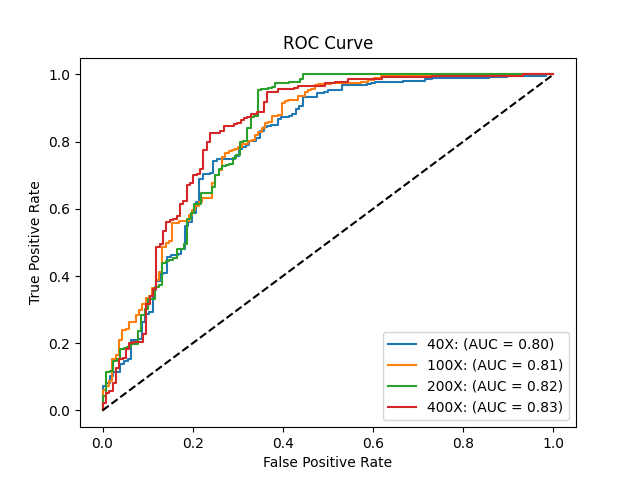 ROC Curve
True Positive Rate
1.0
0.8
0.6
0.4
0.2
0.0
0.0 0.2 0.4 0.6 0.8 1.0
False Positive Rate
40X: (AUC = 0.80)
100X: (AUC = 0.81)
200X: (AUC = 0.82)
400X: (AUC = 0.83)